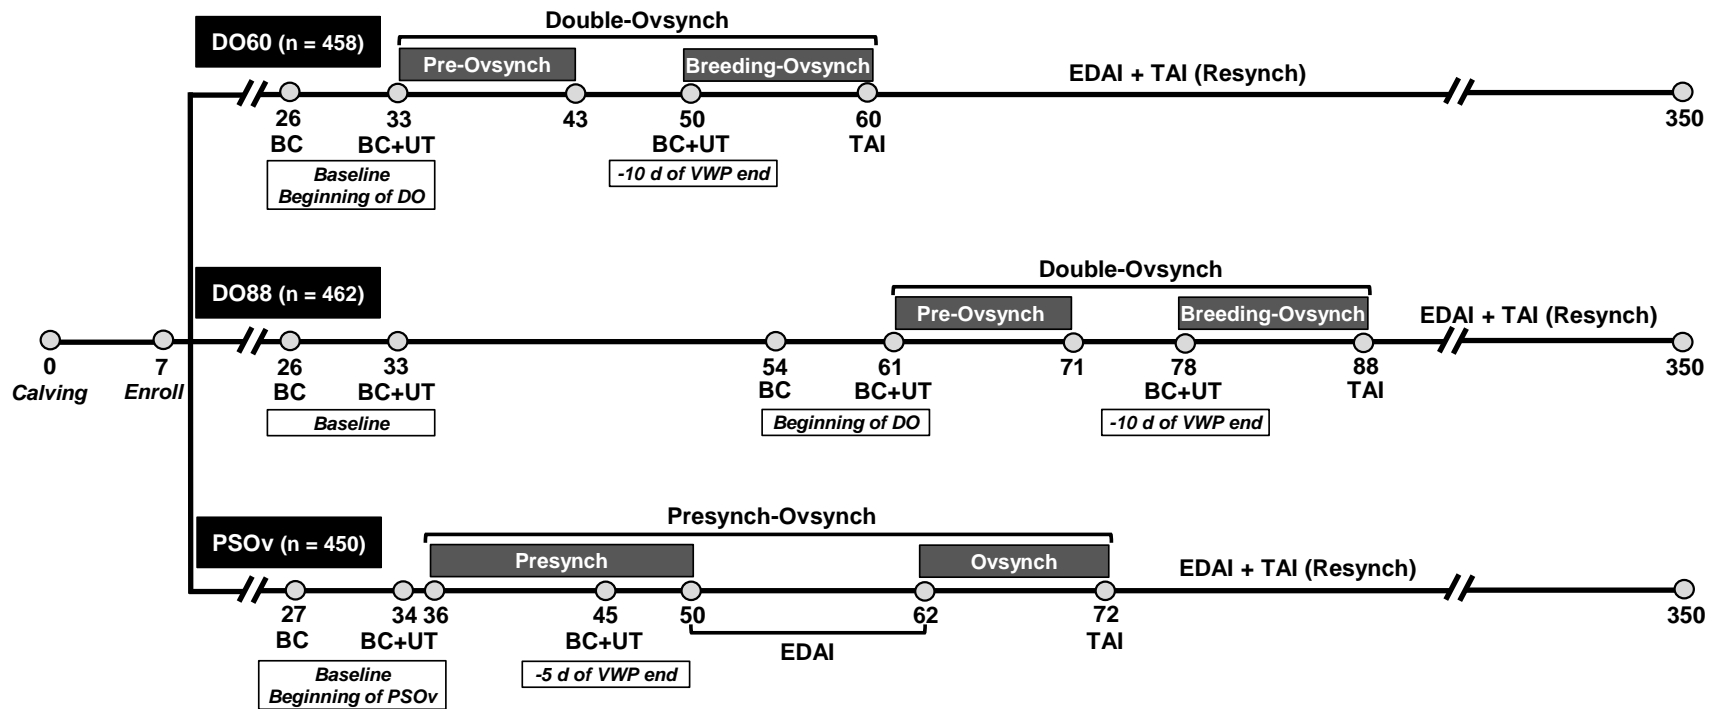 Double-Ovsynch
DO60 (n = 458)
Pre-Ovsynch
Breeding-Ovsynch
EDAI + TAI (Resynch)
26
33
43
50
60
350
BC
BC+UT
BC+UT
TAI
Baseline
Beginning of DO
-10 d of VWP end
Double-Ovsynch
DO88 (n = 462)
Pre-Ovsynch
Breeding-Ovsynch
EDAI + TAI (Resynch)
0
7
26
33
54
61
71
78
88
350
Calving
Enroll
BC
BC+UT
BC
BC+UT
BC+UT
TAI
Baseline
Beginning of DO
-10 d of VWP end
Presynch-Ovsynch
PSOv (n = 450)
Presynch
Ovsynch
EDAI + TAI (Resynch)
27
34
36
45
50
62
72
350
BC
BC+UT
BC+UT
EDAI
TAI
Baseline
Beginning of PSOv
-5 d of VWP end